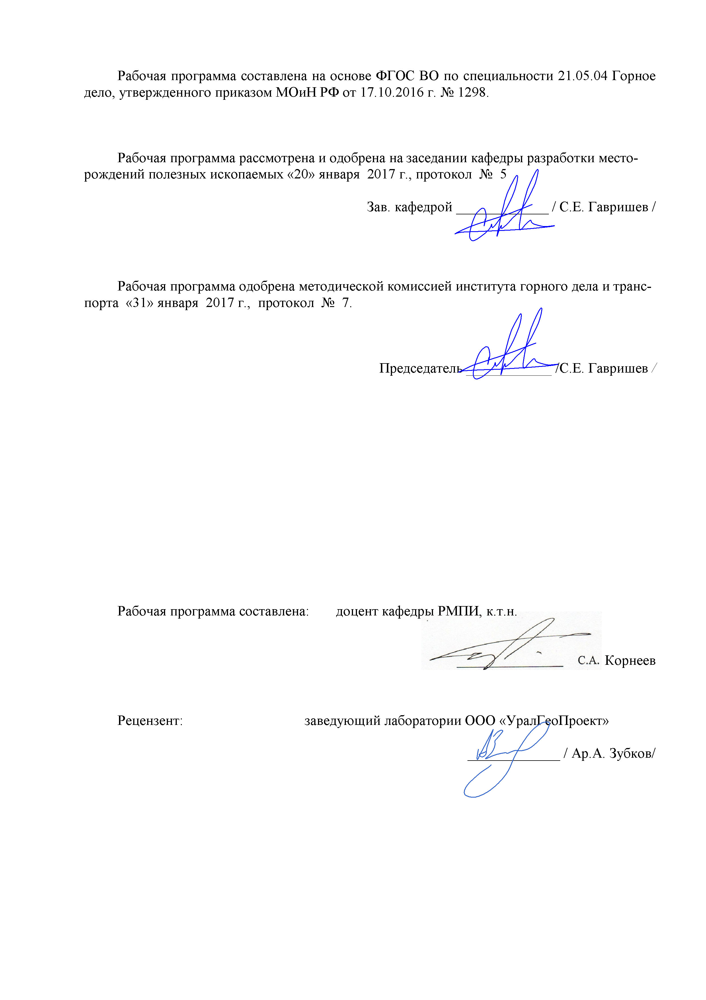 Рабочая программа составлена на основе ФГОС ВО по специальности 21.05.04 Горное
дело, утвержденного приказом МОиН РФ от 17.10.2016 г. № 1298.
Рабочая программа рассмотрена и одобрена на заседании кафедры разработки место-
рождений полезных ископаемых «20» января 2017 г., протокол № 5
Зав. кафедрой _____________ / С.Е. Гавришев /
Рабочая программа одобрена методической комиссией института горного дела и транс-
порта «31» января 2017 г., протокол № 7.
Председатель ____________ /С.Е. Гавришев /
Рабочая программа составлена: доцент кафедры РМПИ, к.т.н.
_______________ С.А. Корнеев
Рецензент: заведующий лаборатории ООО «УралГеоПроект»
_____________ / Ар.А. Зубков/